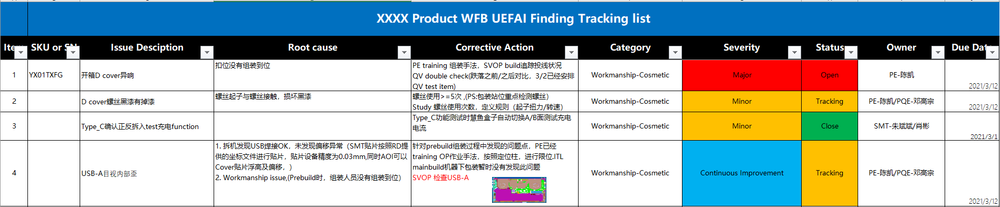 XXXX Product WFB UEFAI Finding Tracking list
Item SKU or SN Issue Desciption Root cause Corrective Action Category Severity Status Owner Due Date
1 YX01TXFG 开箱D cover异响 扣位没有组装到位 PE training 组装手法，SVOP build追踪投线状况
QV double check(跌落之前/之后对比，3/2已经安排
QV test item) Workmanship-Cosmetic Major Open PE-陈凯 2021/3/12
2 D cover螺丝黑漆有掉漆 螺丝起子与螺丝接触，损坏黑漆 螺丝使用>=5次 ,(PS:包装站位重点检测螺丝)
Study 螺丝使用次数，定义规则（起子扭力/转速） Workmanship-Cosmetic Minor Tracking PE-陈凯/PQE-邓高宗 2021/3/12
3 Type_C确认正反拆入test充电function Type_C功能测试时慧鱼盒子自动切换A/B面测试充电
电流 Workmanship-Cosmetic Minor Close SMT-朱斌斌/肖彬 2021/3/1
4 USB-A目视内部歪 1. 拆机发现USB焊接OK，未发现偏移异常（SMT贴片按照RD提
供的坐标文件进行贴片，贴片设备精度为0.03mm,同时AOI可以
Cover贴片浮高及偏移，）
2. Workmanship issue,(Prebuild时，组装人员没有组装到位)
针对prebuild组装过程中发现的问题点，PE已经
training OP作业手法，按照定位柱，进行限位.ITL
mainbuild机器下包装暂时没有发现此问题
SVOP 检查USB-A
Workmanship-Cosmetic Continuous Improvement Tracking PE-陈凯/PQE-邓高宗 2021/3/12